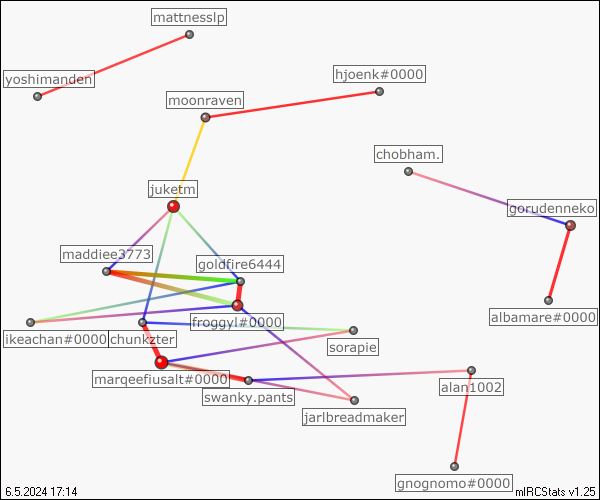 mattnesslp
yoshimanden
hjoenk#0000
moonraven
chobham.
juketm
gorudenneko
maddiee3773
goldfire6444
albamare#0000
froggyl#0000
ikeachan#0000
chunkzter
sorapie
marqeefiusalt#0000
alan1002
swanky.pants
jarlbreadmaker
gnognomo#0000
6.5.2024 17:14
mIRCStats v1.25